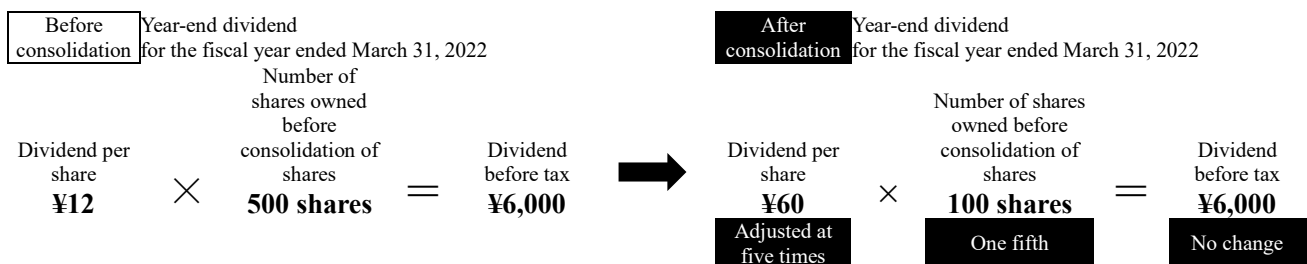 Before
consolidation
Year-end dividend
for the fiscal year ended March 31, 2022
Dividend per
share
¥12
×
Number of
shares owned
before
consolidation of
shares
500 shares
=
Dividend
before tax
¥6,000
After
consolidation
Year-end dividend
for the fiscal year ended March 31, 2022
Dividend per
share
¥60
Adjusted at
five times
×
Number of shares
owned before
consolidation of
shares
100 shares
One fifth
=
Dividend
before tax
¥6,000
No change